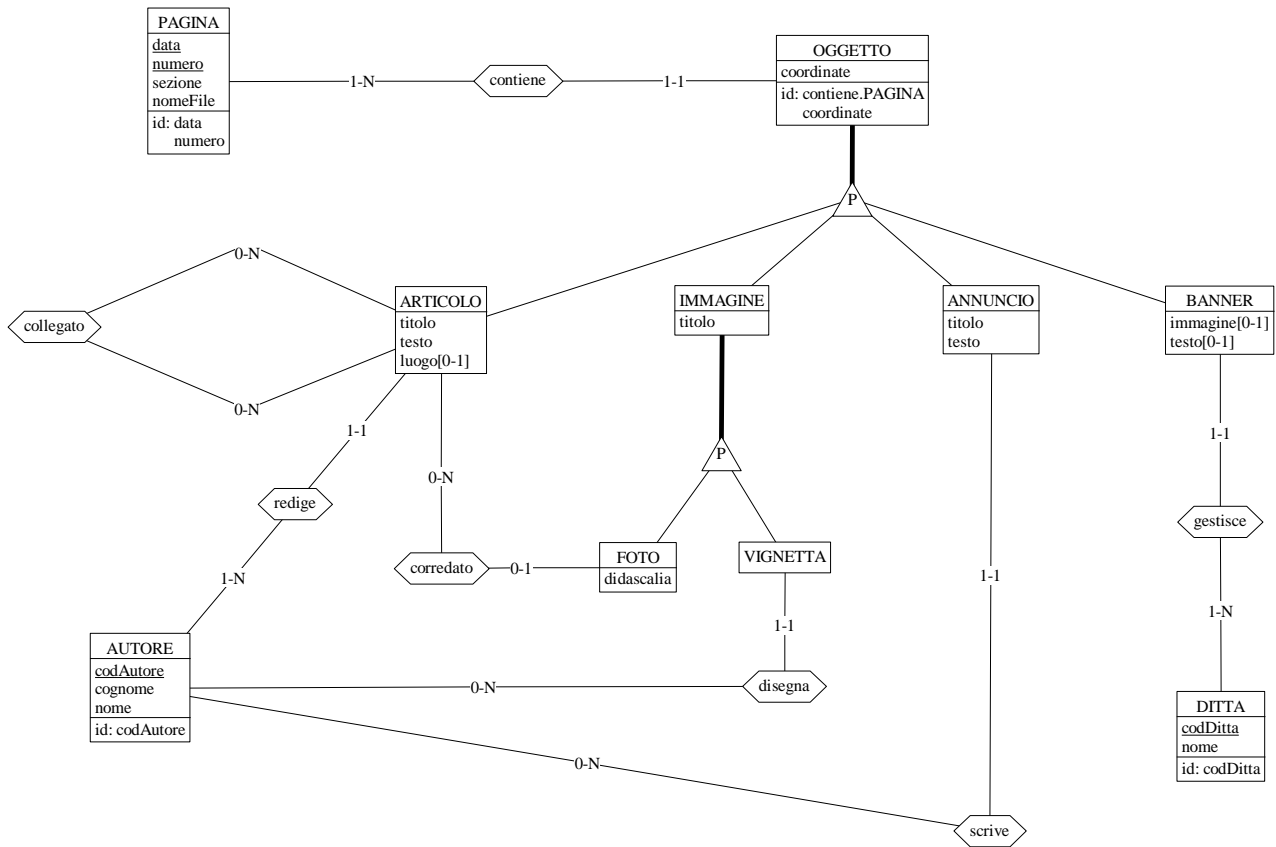 PAGINA
data
numero
sezione
nomeFile
id: data
numero
1-N
contiene
1-1
OGGETTO
coordinate
id: contiene.PAGINA
coordinate
P
collegato
0-N
0-N
ARTICOLO
titolo
testo
luogo[0-1]
IMMAGINE
titolo
ANNUNCIO
titolo
testo
BANNER
immagine[0-1]
testo[0-1]
1-1
redige
1-N
0-N
corredato
0-1
P
FOTO
didascalia
VIGNETTA
1-1
disegna
0-N
1-1
scrive
0-N
1-1
gestisce
1-N
AUTORE
codAutore
cognome
nome
id: codAutore
DITTA
codDitta
nome
id: codDitta